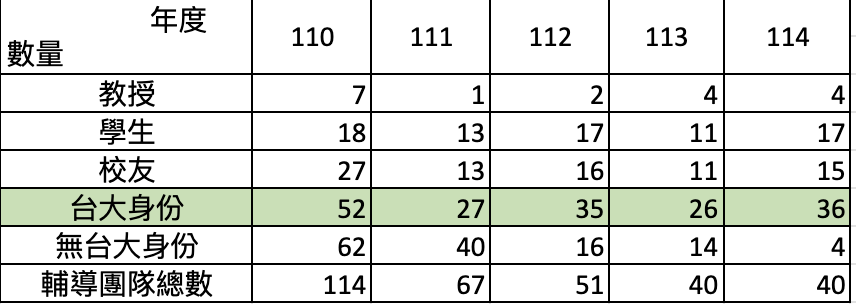 年度
數量 110 111 112 113 114
教授 7 1 2 4 4
學生 18 13 17 11 17
校友 27 13 16 11 15
台大身份 52 27 35 26 36
無台大身份 62 40 16 14 4
輔導團隊總數 114 67 51 40 40